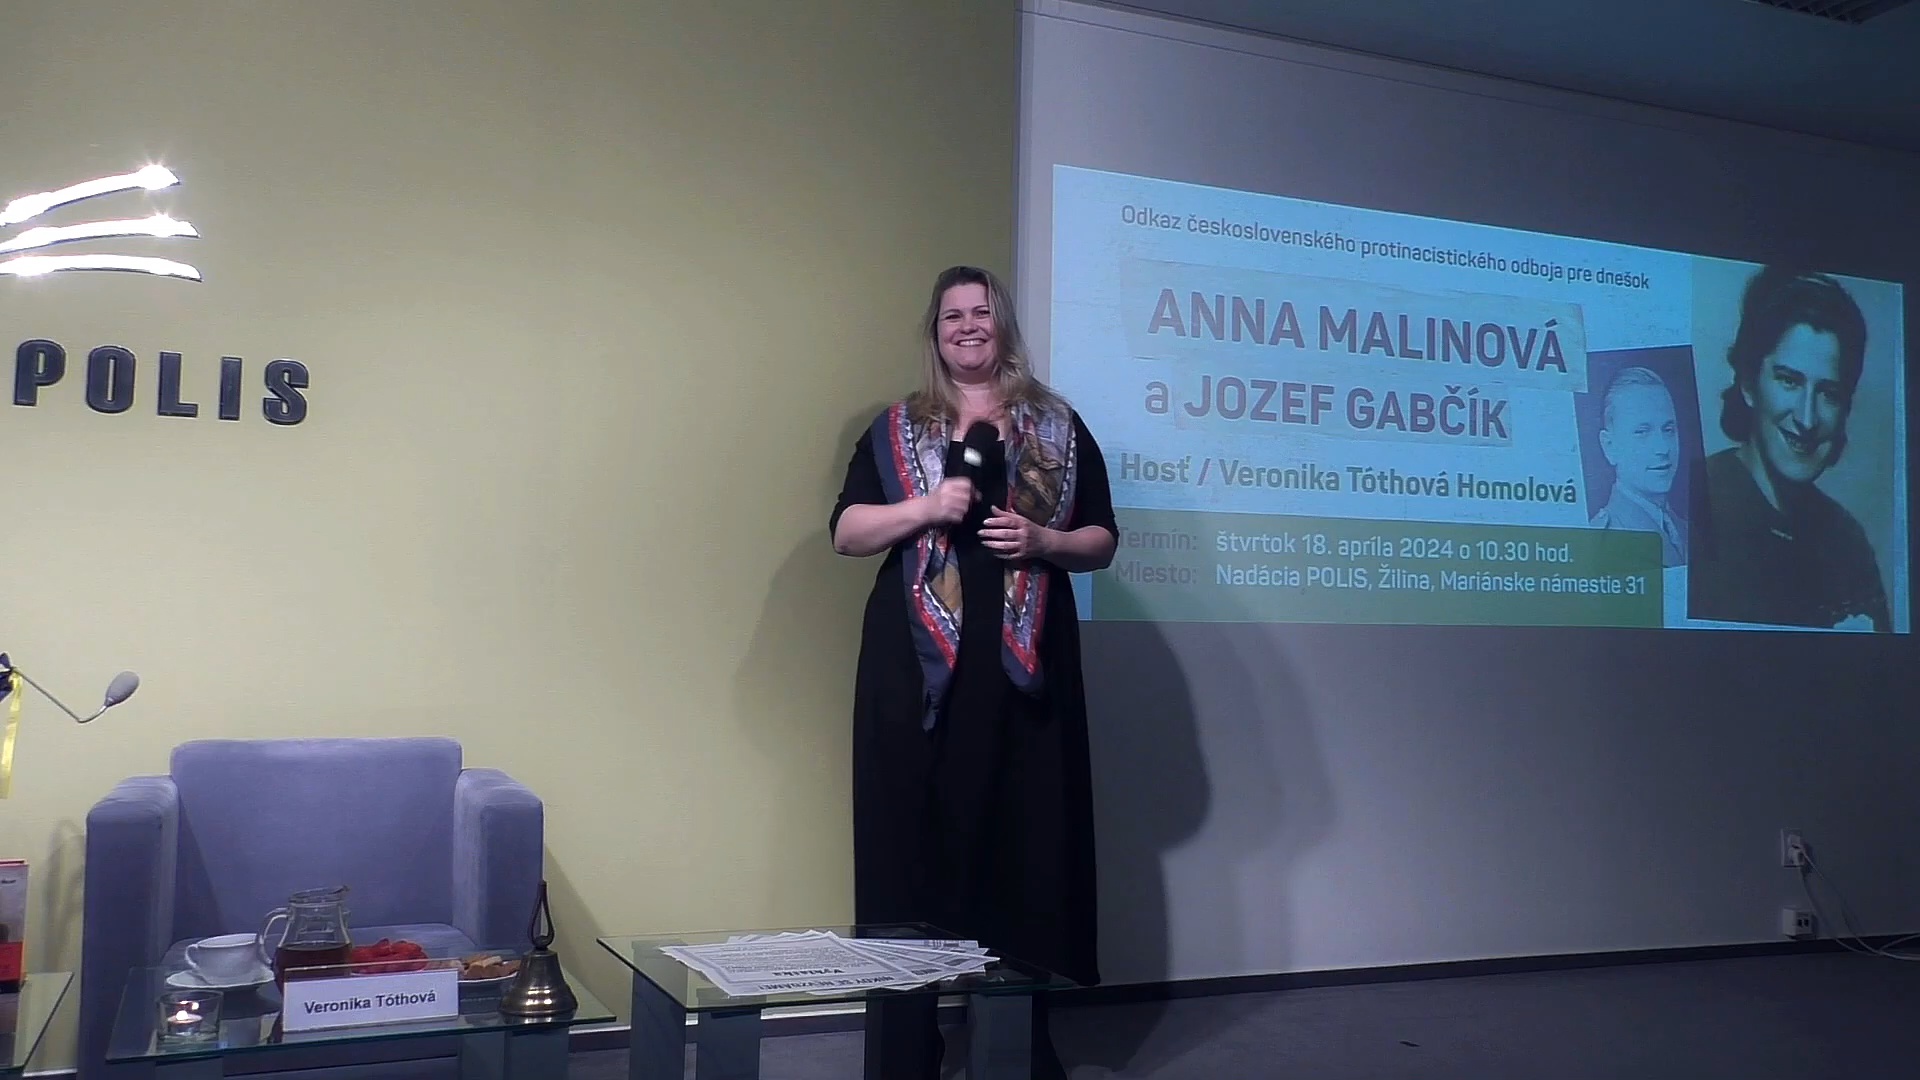 POLIS
Odkaz československého protinacistického odboja pre dnešok
ANNA MALINOVÁ
a JOZEF GABČÍK
Hosť / Veronika Tóthová Homolová
Termín: štvrtok 18. apríla 2024 o 10.30 hod.
Miesto: Nadácia POLIS, Žilina, Mariánske námestie 31
Veronika Tóthová
Vyhláška